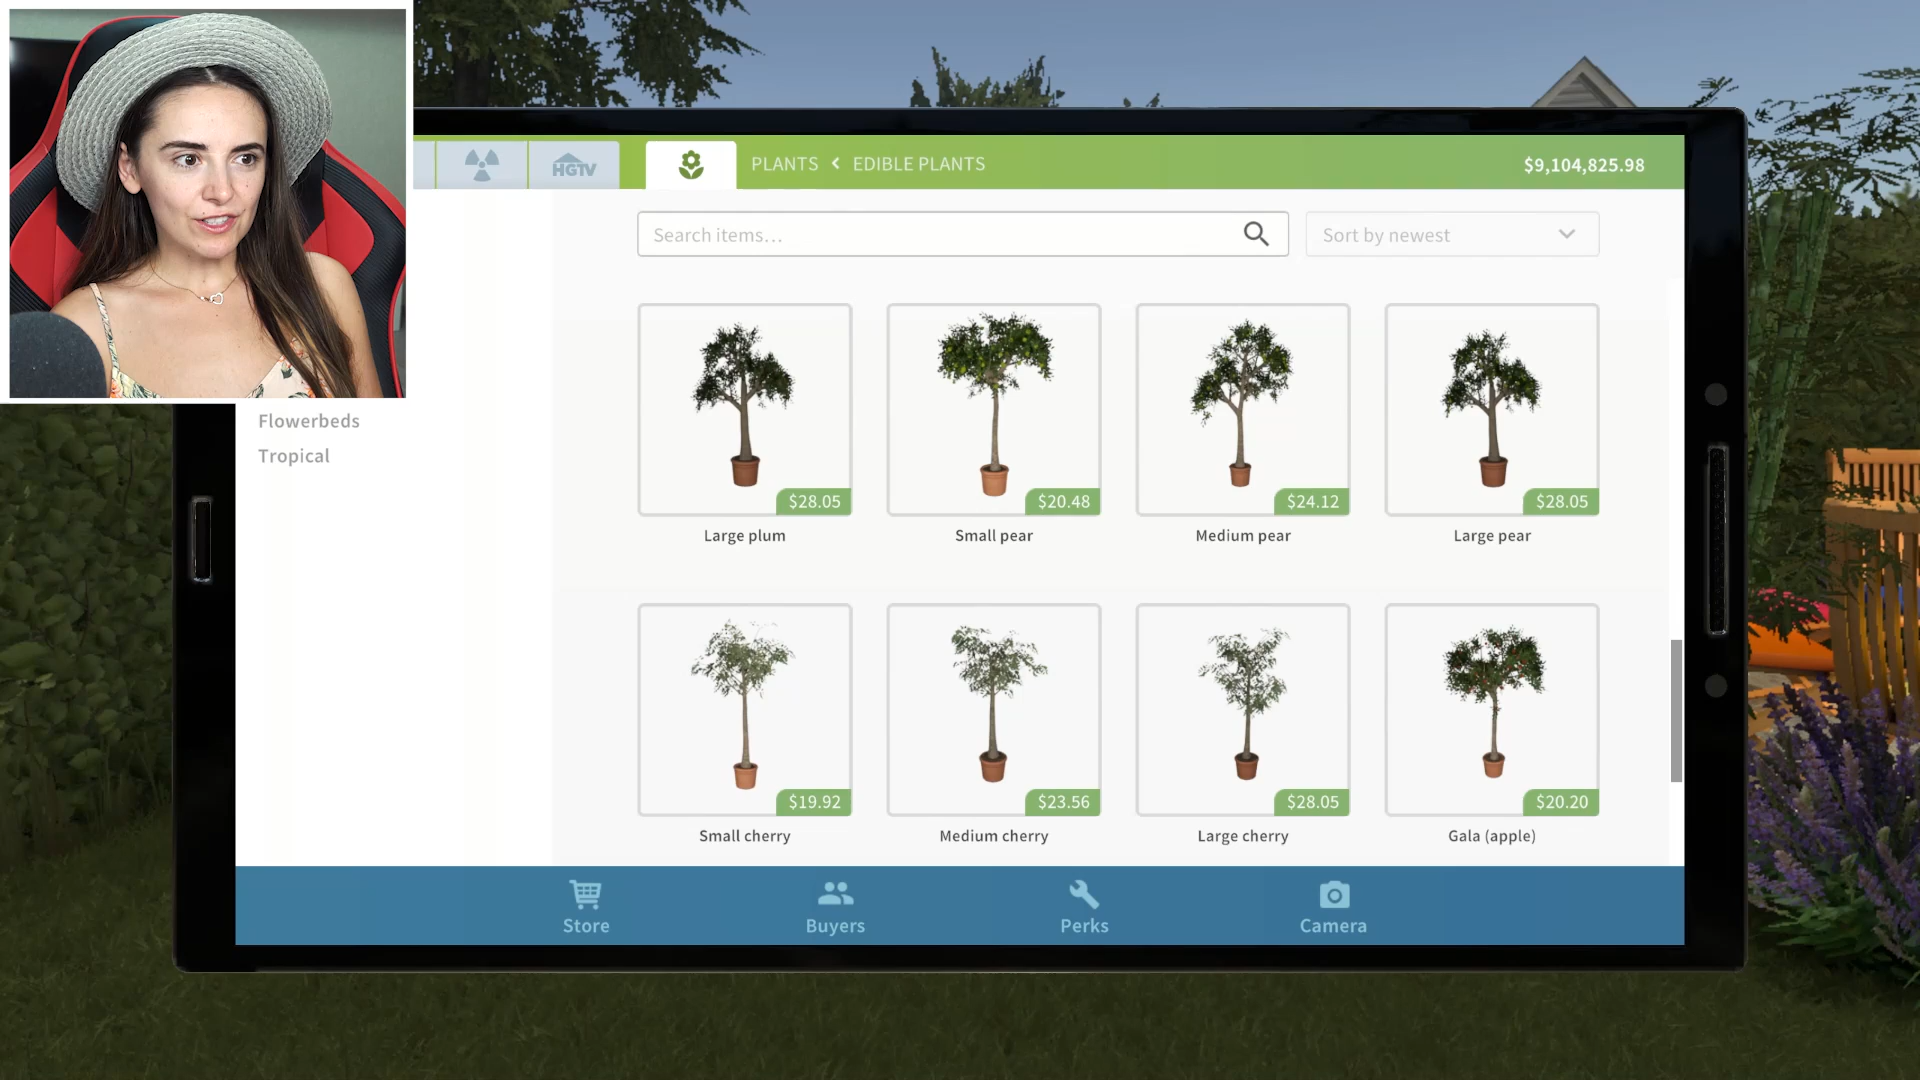 HGTV
PLANTS < EDIBLE PLANTS
$9,104,825.98
Search items...
Sort by newest
Flowerbeds
Tropical
$28.05
$20.48
$24.12
$28.05
Large plum
Small pear
Medium pear
Large pear
$19.92
$23.56
$28.05
$20.20
Small cherry
Medium cherry
Large cherry
Gala (apple)
Store
Buyers
Perks
Camera